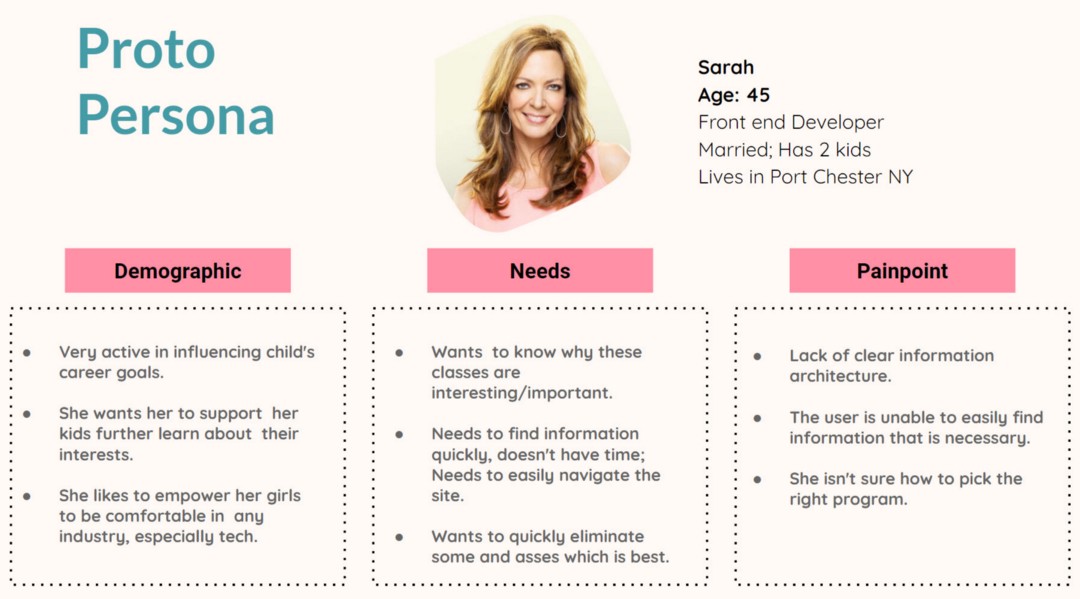 Proto
Persona
Sarah
Age: 45
Front end Developer
Married; Has 2 kids
Lives in Port Chester NY
Demographic
● Very active in influencing child's
career goals.
● She wants her to support her
kids further learn about their
interests.
● She likes to empower her girls
to be comfortable in any
industry, especially tech.
Needs
● Wants to know why these
classes are
interesting/important.
● Needs to find information
quickly, doesn't have time;
Needs to easily navigate the
site.
● Wants to quickly eliminate
some and asses which is best.
Painpoint
● Lack of clear information
architecture.
● The user is unable to easily find
information that is necessary.
● She isn't sure how to pick the
right program.